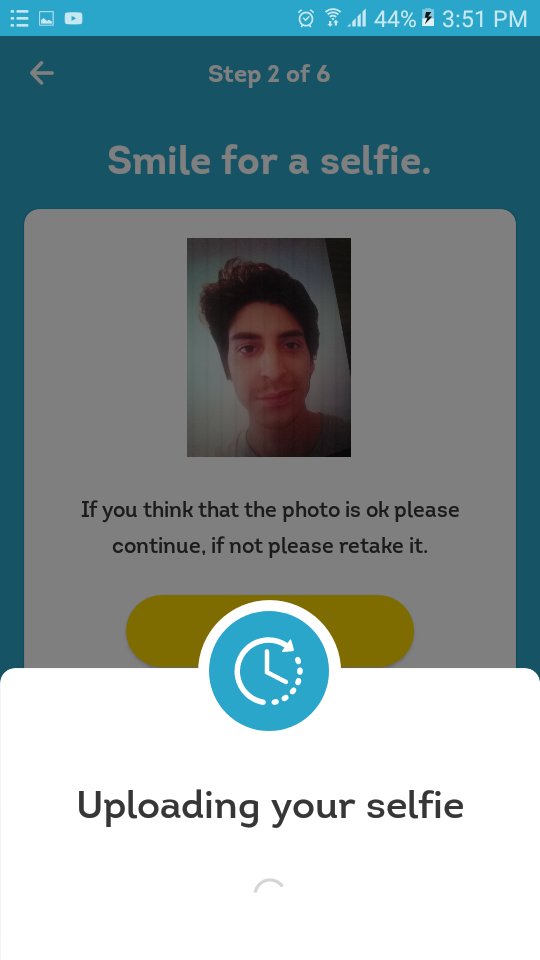 44% 3:51 PM
Step 2 of 6
Smile for a selfie.
If you think that the photo is ok please
continue, if not please retake it.
Uploading your selfie